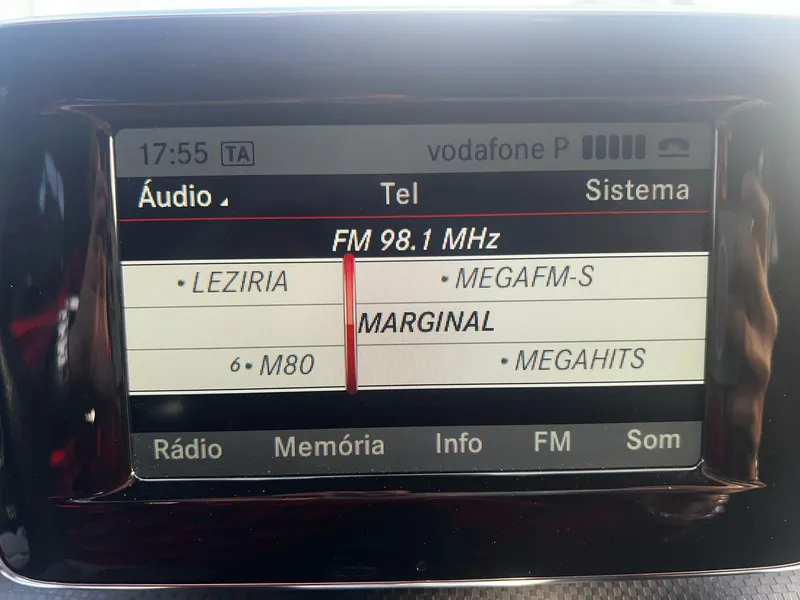 17:55 TA vodafone P
Áudio Tel Sistema
FM 98.1 MHz
• LEZIRIA • MEGAFM-S
MARGINAL
6 • M80 • MEGAHITS
Rádio Memória Info FM Som